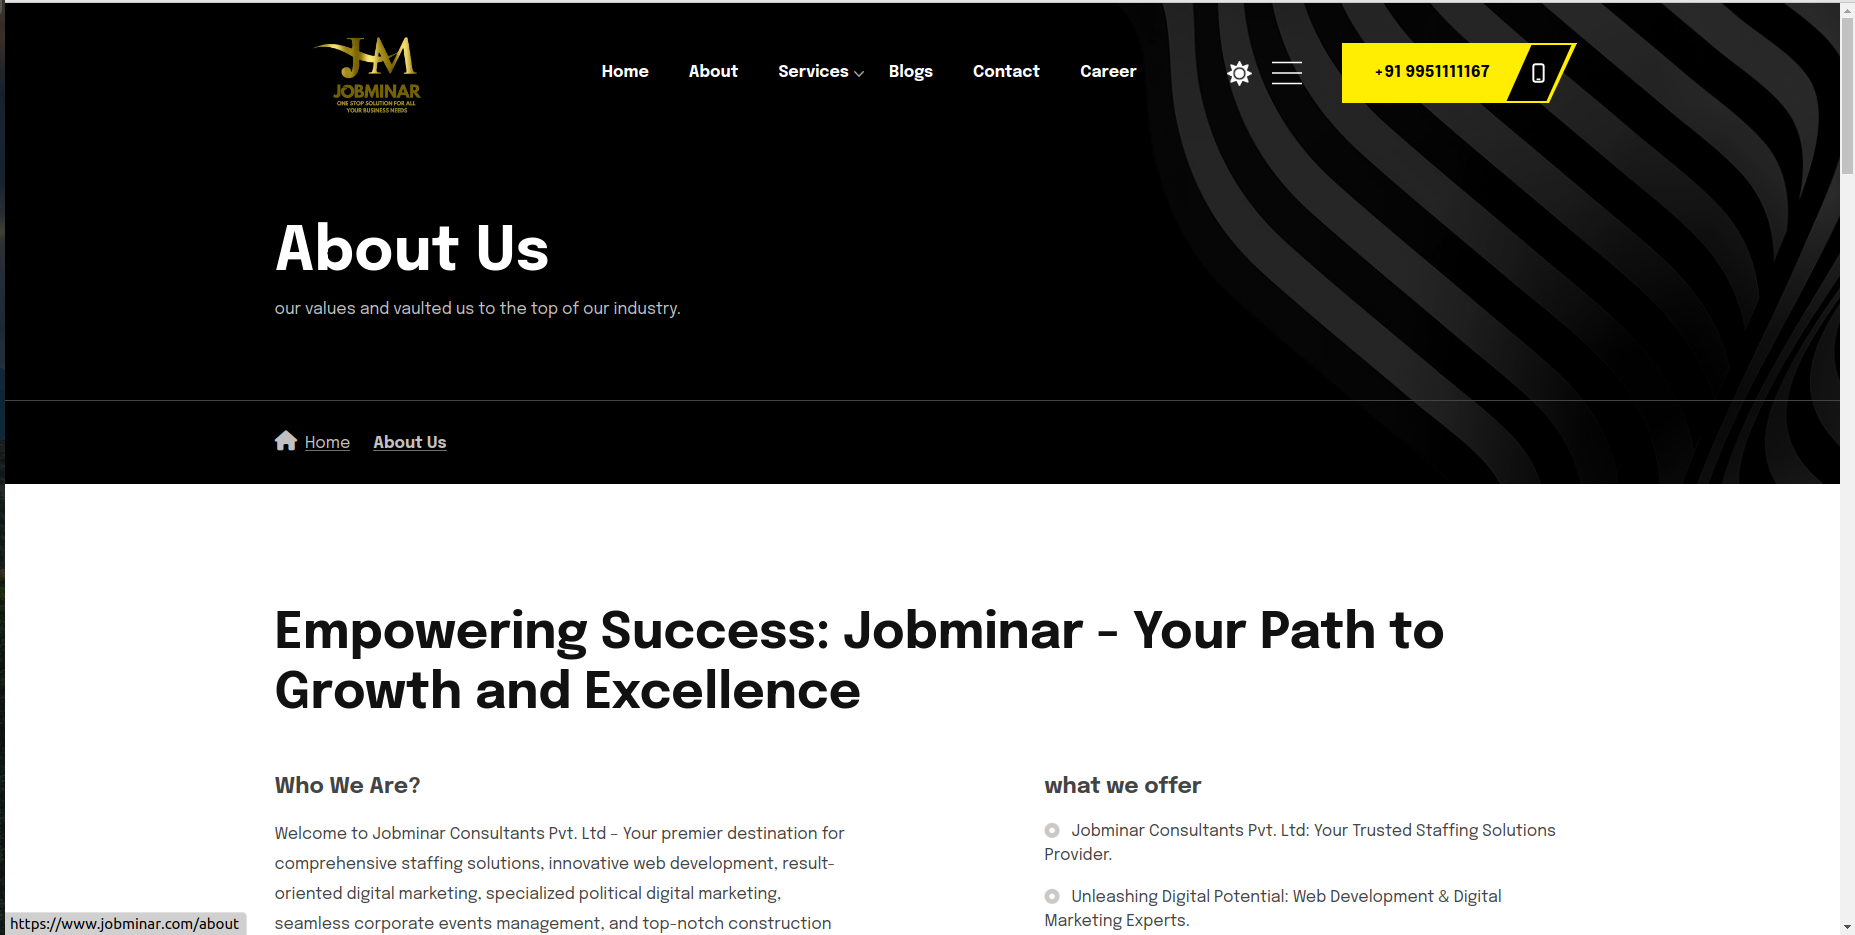 JM
JOBMINAR
ONE STOP SOLUTION FOR ALL
YOUR BUSINESS NEEDS
Home About Services Blogs Contact Career
+91 9951111167
About Us
our values and vaulted us to the top of our industry.
Home About Us
Empowering Success: Jobminar – Your Path to
Growth and Excellence
Who We Are?
Welcome to Jobminar Consultants Pvt. Ltd – Your premier destination for
comprehensive staffing solutions, innovative web development, result-
oriented digital marketing, specialized political digital marketing,
seamless corporate events management, and top-notch construction
what we offer
Jobminar Consultants Pvt. Ltd: Your Trusted Staffing Solutions
Provider.
Unleashing Digital Potential: Web Development & Digital
Marketing Experts.
https://www.jobminar.com/about